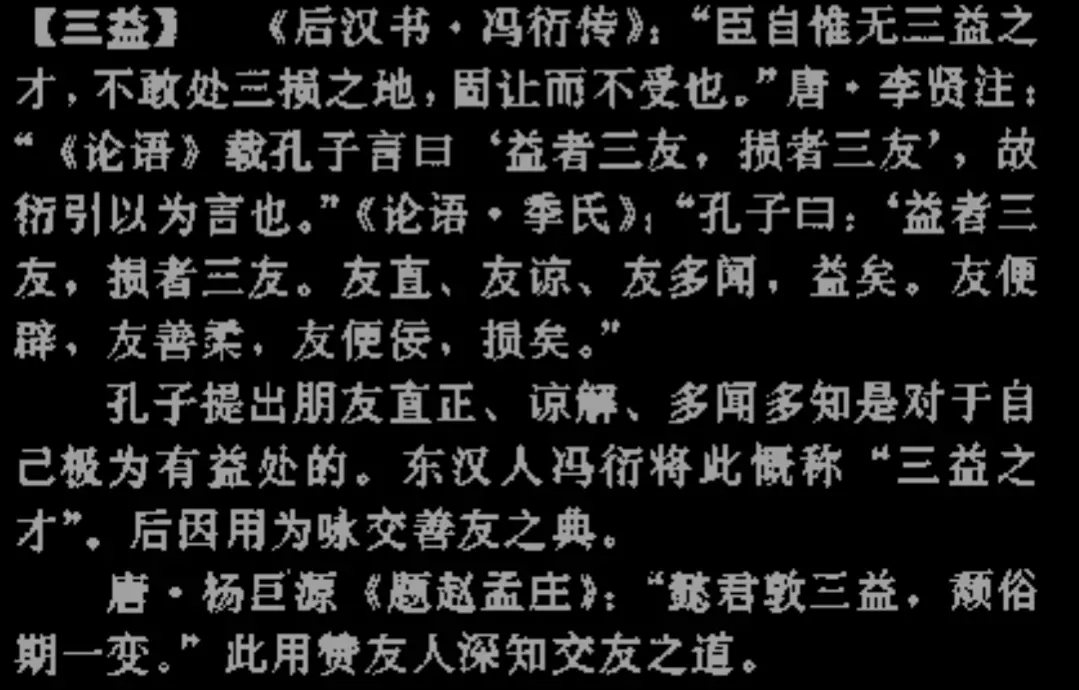 【三益】 《后汉书·冯衍传》：“臣自惟无三益之
才，不敢处三损之地，固让而不受也。”唐·李贤注：
“《论语》载孔子言曰‘益者三友，损者三友’，故
衍引以为言也。”《论语·季氏》：“孔子曰：‘益者三
友，损者三友。友直、友谅、友多闻，益矣。友便
辟，友善柔，友便佞，损矣。”
孔子提出朋友直正、谅解、多闻多知是对于自
己极为有益处的。东汉人冯衍将此慨称“三益之
才”。后因用为咏交善友之典。
唐·杨巨源《题赵孟庄》：“懿君敦三益，颓俗
期一变。”此用赞友人深知交友之道。